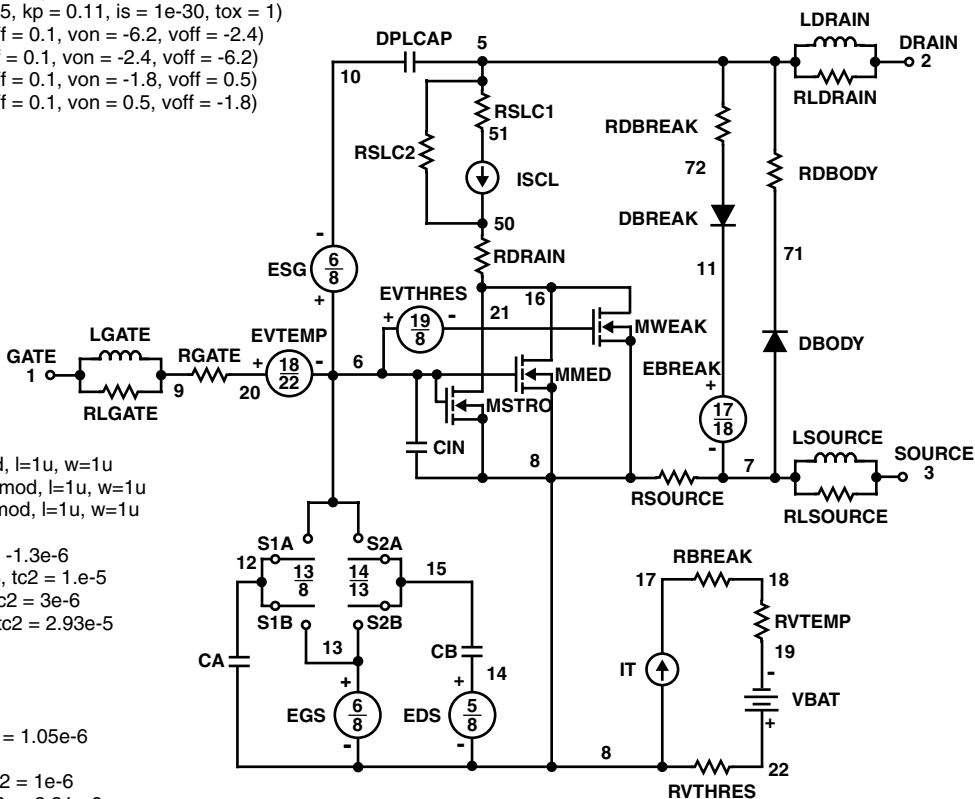 5, kp = 0.11, is = 1e-30, tox = 1)
ff = 0.1, von = -6.2, voff = -2.4)
f = 0.1, von = -2.4, voff = -6.2)
ff = 0.1, von = -1.8, voff = 0.5)
ff = 0.1, von = 0.5, voff = -1.8)
DPLCAP
5
10
LDRAIN
DRAIN
2
RLDRAIN
RSLC1
51
RSLC2
ISCL
50
RDRAIN
RDBREAK
72
DBREAK
11
RDBODY
71
-
ESG
6
8
+
EVTHRES
+
19
8
-
16
21
MWEAK
LGATE
GATE
1
RLGATE
9
RGATE
20
EVTEMP
+
18
22
-
6
MMED
MSTRO
EBREAK
+
17
18
-
DBODY
CIN
8
RSOURCE
7
LSOURCE
SOURCE
3
RLSOURCE
d, l=1u, w=1u
mod, l=1u, w=1u
mod, l=1u, w=1u
-1.3e-6
, tc2 = 1.e-5
c2 = 3e-6
tc2 = 2.93e-5
= 1.05e-6
2 = 1e-6
S1A
S2A
12
13
8
14
13
15
S1B
S2B
13
CA
CB
14
+
EGS
6
8
-
+
EDS
5
8
-
8
RBREAK
17
18
RVTEMP
19
IT
-
VBAT
+
22
RVTHRES